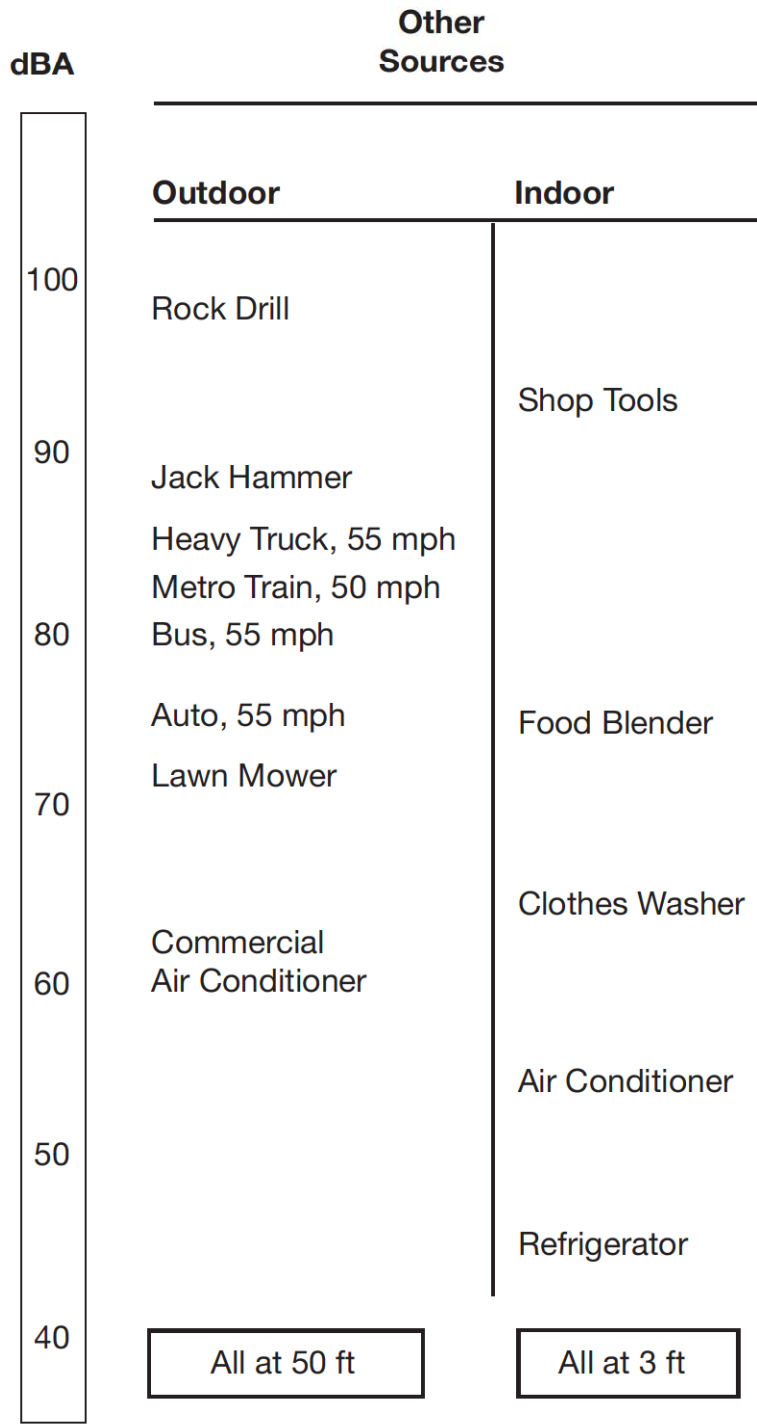 Other
Sources
dBA
Outdoor
Indoor
100
Rock Drill
Shop Tools
90
Jack Hammer
Heavy Truck, 55 mph
Metro Train, 50 mph
80
Bus, 55 mph
Auto, 55 mph
Food Blender
Lawn Mower
70
Clothes Washer
Commercial
Air Conditioner
60
Air Conditioner
50
Refrigerator
40
All at 50 ft
All at 3 ft